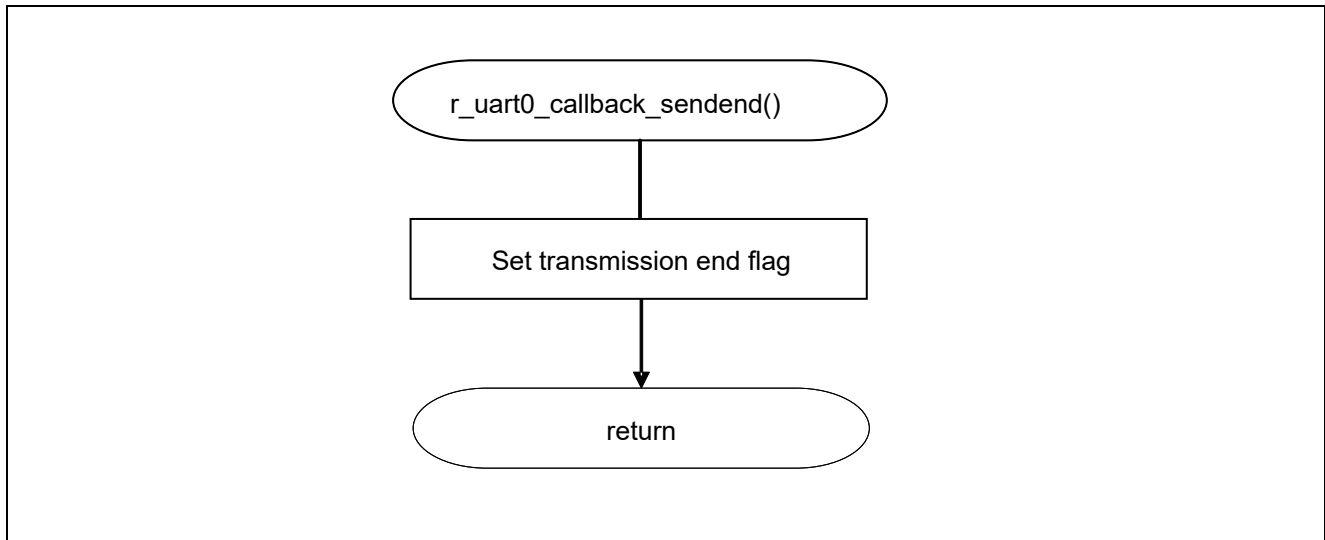 r_uart0_callback_sendend()
Set transmission end flag
return